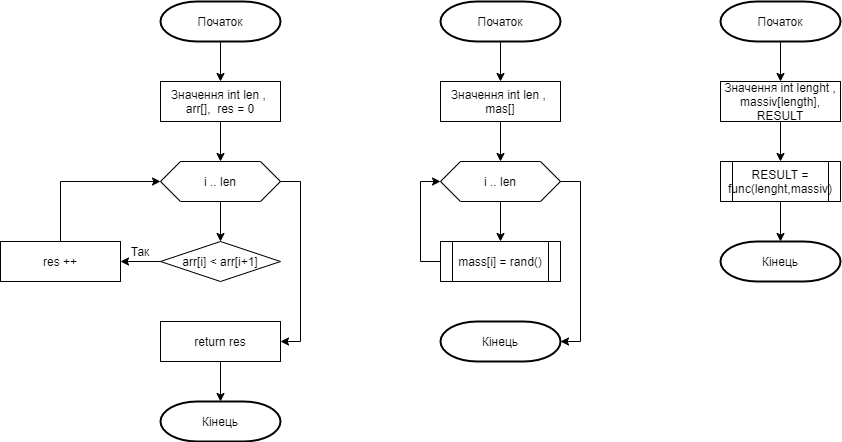 Початок
Значення int len ,
arr[], res = 0
i .. len
Так
res ++
arr[i] < arr[i+1]
return res
Кінець
Початок
Значення int len ,
mas[]
i .. len
mass[i] = rand()
Кінець
Початок
Значення int lenght ,
massiv[length],
RESULT
RESULT =
func(lenght,massiv)
Кінець